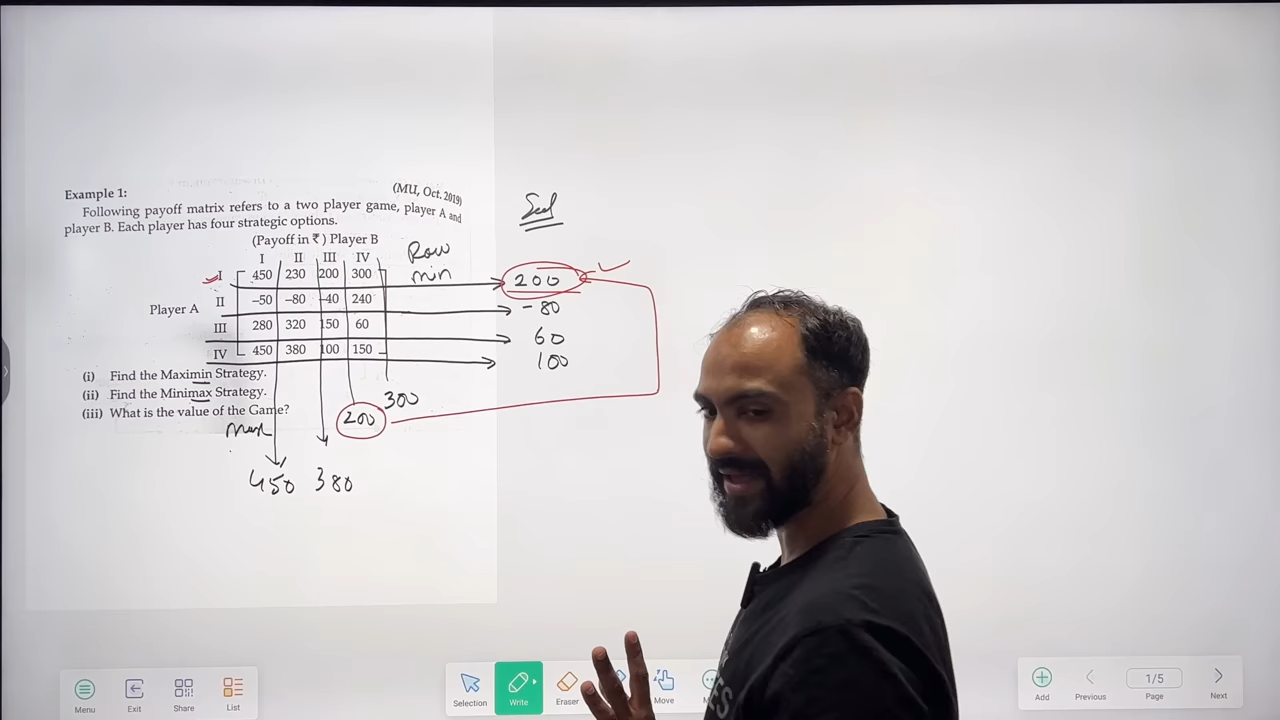 Example 1:
(MU, Oct. 2019)
Following payoff matrix refers to a two player game, player A and
player B. Each player has four strategic options.
(Payoff in ₹) Player B
I II III IV
Row
min
I 450 230 200 300
200
II -50 -80 -40 240
-80
Player A
III 280 320 150 60
60
IV 450 380 100 150
100
(i) Find the Maximin Strategy.
(ii) Find the Minimax Strategy.
(iii) What is the value of the Game?
300
200
450 380
Menu
Exit
Share
List
Selection
Write
Eraser
Move
Add
Previous
1/5
Page
Next